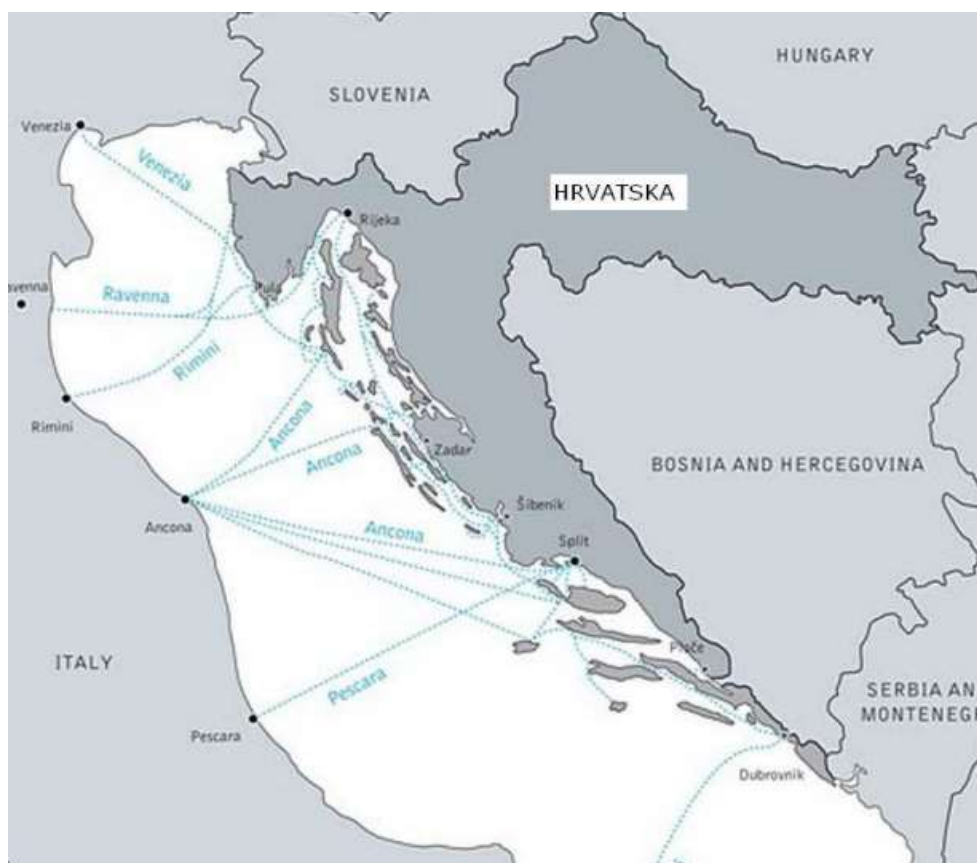 HUNGARY
SLOVENIA
Venezia
Venezia
HRVATSKA
Rijeka
Pula
avenna
Ravenna
Rimini
Rimini
Ancona
Ancona
Zadar
BOSNIA AND HERCEGOVINA
Ancona
Ancona
Šibenik
Split
ITALY
Ploče
Pescara
SERBIA AN
MONTENEG
Pescara
Dubrovnik